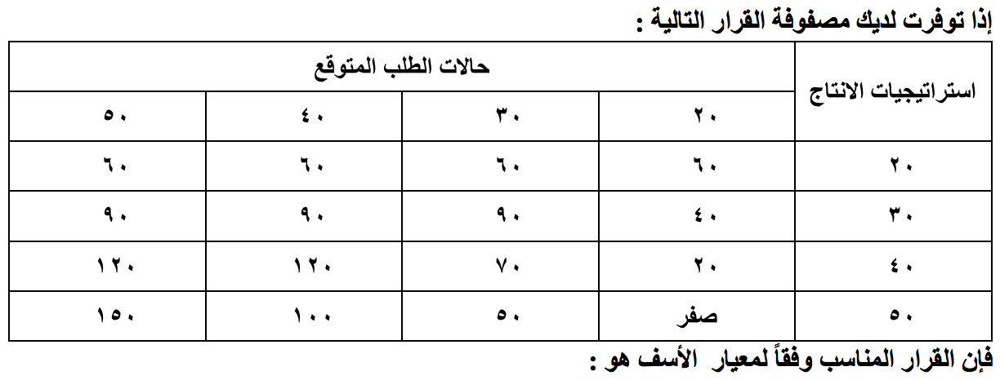 إذا توفرت لديك مصفوفة القرار التالية :
استراتيجيات الانتاج حالات الطلب المتوقع
٢٠ ٣٠ ٤٠ ٥٠
٢٠ ٦٠ ٦٠ ٦٠ ٦٠
٣٠ ٤٠ ٩٠ ٩٠ ٩٠
٤٠ ٢٠ ٧٠ ١٢٠ ١٢٠
٥٠ صفر ٥٠ ١٠٠ ١٥٠
فإن القرار المناسب وفقاً لمعيار الأسف هو :